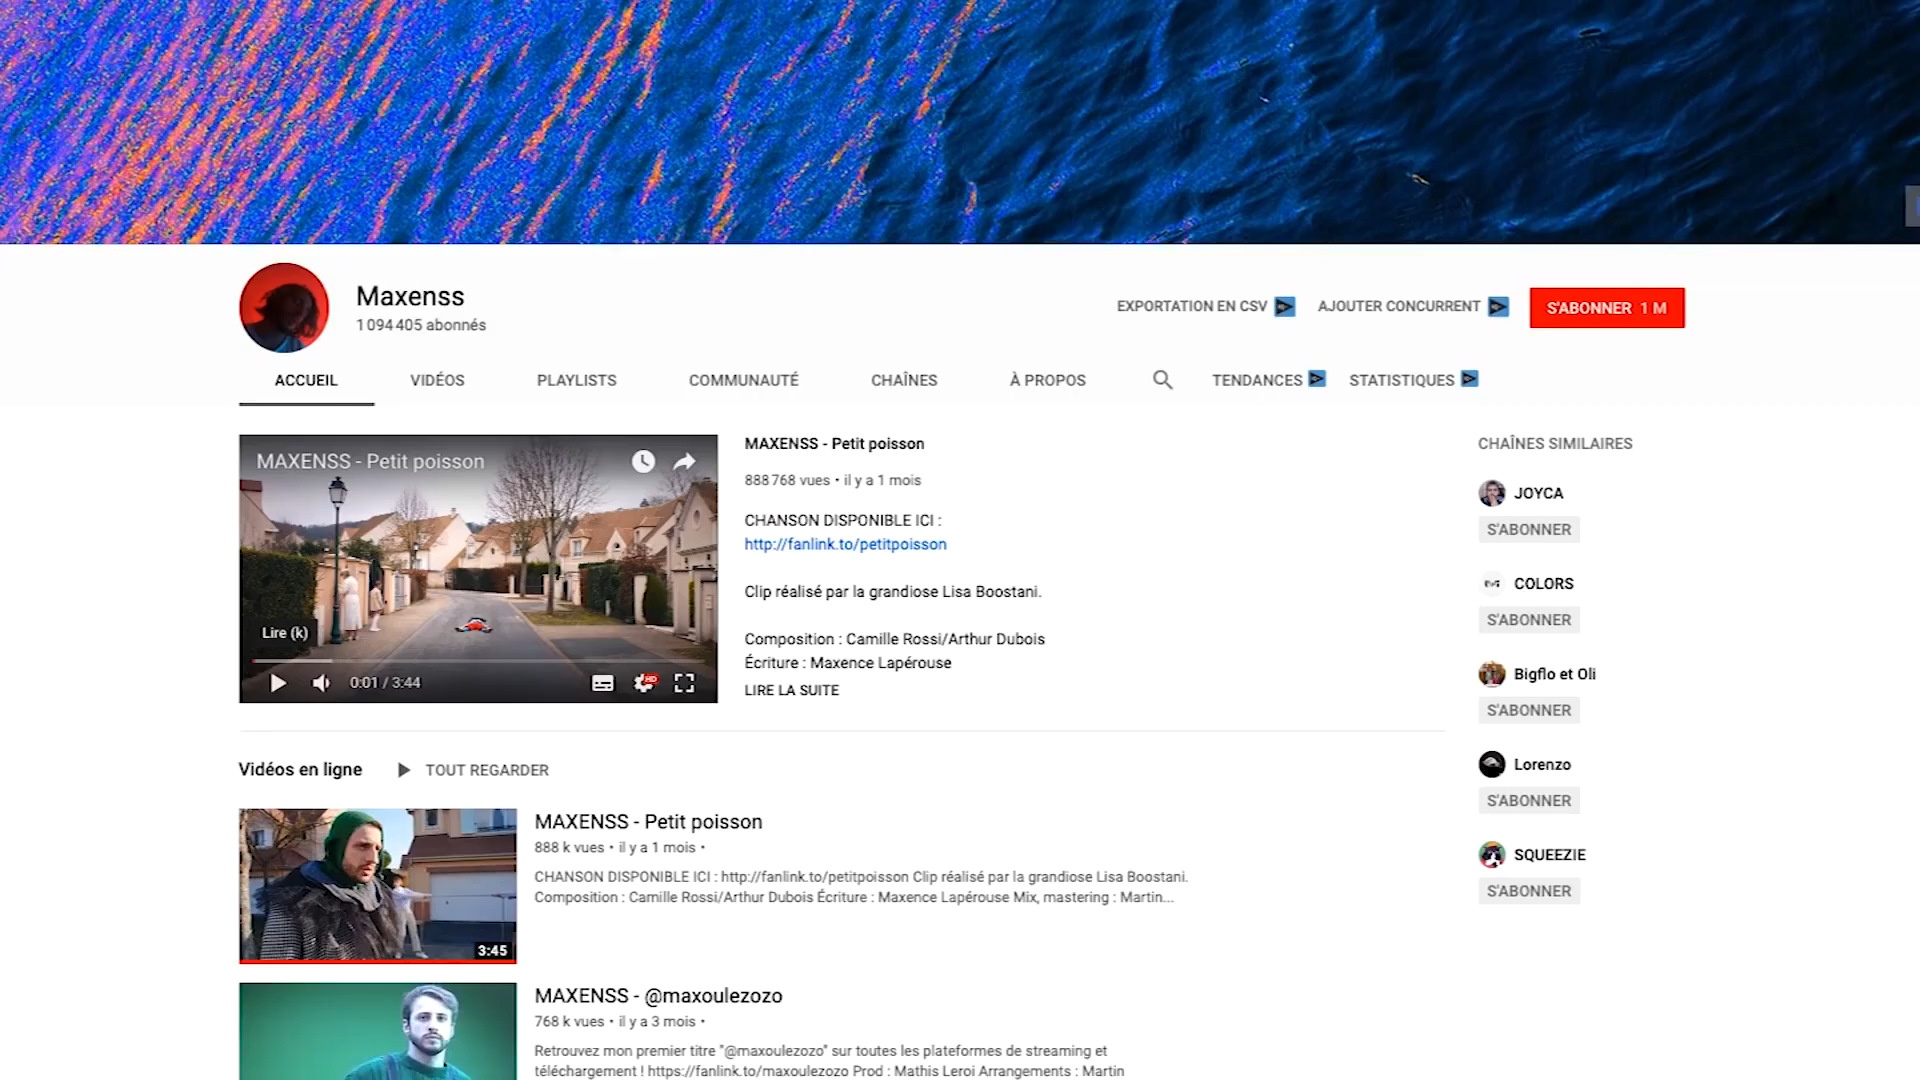 Maxenss
1 094 405 abonnés
EXPORTATION EN CSV
AJOUTER CONCURRENT
S'ABONNER 1 M
ACCUEIL
VIDÉOS
PLAYLISTS
COMMUNAUTÉ
CHAÎNES
À PROPOS
TENDANCES
STATISTIQUES
MAXENSS - Petit poisson
Lire (k)
0:01 / 3:44
HD
MAXENSS - Petit poisson
888 768 vues • il y a 1 mois
CHANSON DISPONIBLE ICI :
http://fanlink.to/petitpoisson
Clip réalisé par la grandiose Lisa Boostani.
Composition : Camille Rossi/Arthur Dubois
Écriture : Maxence Lapérouse
LIRE LA SUITE
CHAÎNES SIMILAIRES
JOYCA
S'ABONNER
COLORS
S'ABONNER
Bigflo et Oli
S'ABONNER
Lorenzo
S'ABONNER
SQUEEZIE
S'ABONNER
Vidéos en ligne
TOUT REGARDER
3:45
MAXENSS - Petit poisson
888 k vues • il y a 1 mois •
CHANSON DISPONIBLE ICI : http://fanlink.to/petitpoisson Clip réalisé par la grandiose Lisa Boostani.
Composition : Camille Rossi/Arthur Dubois Écriture : Maxence Lapérouse Mix, mastering : Martin...
MAXENSS - @maxoulezozo
768 k vues • il y a 3 mois •
Retrouvez mon premier titre "@maxoulezozo" sur toutes les plateformes de streaming et
téléchargement ! https://fanlink.to/maxoulezozo Prod : Mathis Leroi Arrangements : Martin